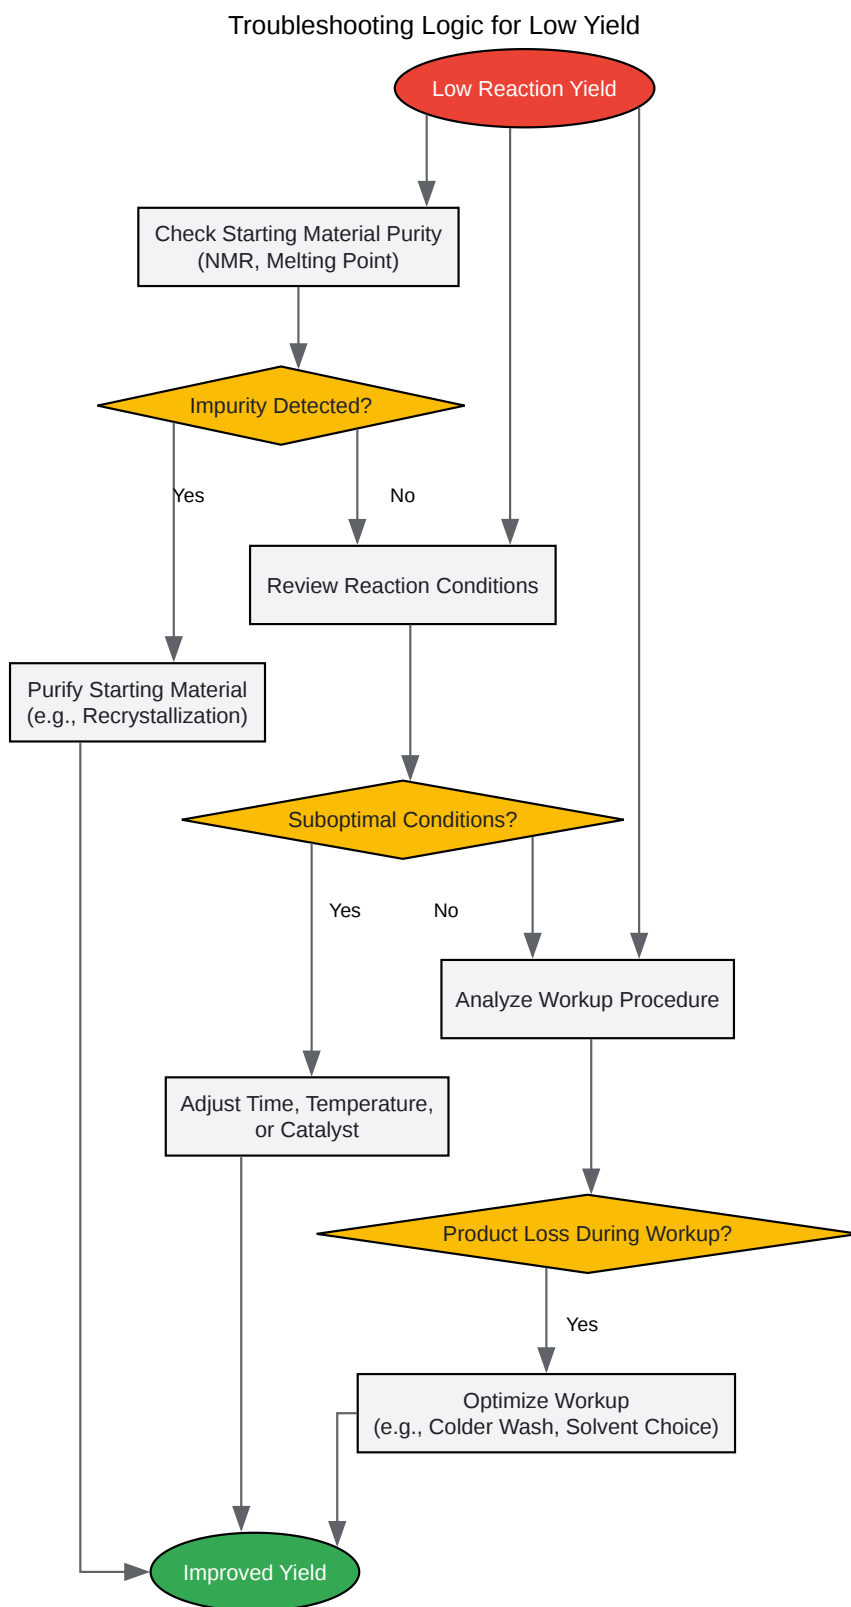 Troubleshooting Logic for Low Yield
Low Reaction Yield
Check Starting Material Purity
(NMR, Melting Point)
Impurity Detected?
Yes
No
Review Reaction Conditions
Purify Starting Material
(e.g., Recrystallization)
Suboptimal Conditions?
Yes
No
Analyze Workup Procedure
Adjust Time, Temperature,
or Catalyst
Product Loss During Workup?
Yes
Optimize Workup
(e.g., Colder Wash, Solvent Choice)
Improved Yield